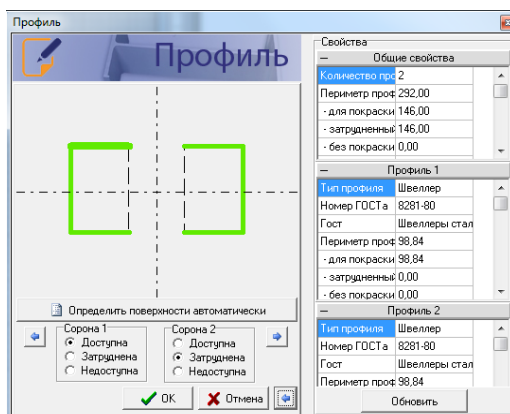 Профиль
Профиль
Определить поверхности автоматически
Сорона 1
Доступна
Затруднена
Недоступна
Сорона 2
Доступна
Затруднена
Недоступна
OK
Отмена
Свойства
Общие свойства
Количество про 2
Периметр проф 292,00
- для покраски 146,00
- затрудненны 146,00
- без покраски 0,00
Профиль 1
Тип профиля Швеллер
Номер ГОСТа 8281-80
Гост Швеллеры стал
Периметр проф 98,84
- для покраски 98,84
- затрудненны 0,00
- без покраски 0,00
Профиль 2
Тип профиля Швеллер
Номер ГОСТа 8281-80
Гост Швеллеры стал
Периметр проф 98,84
Обновить